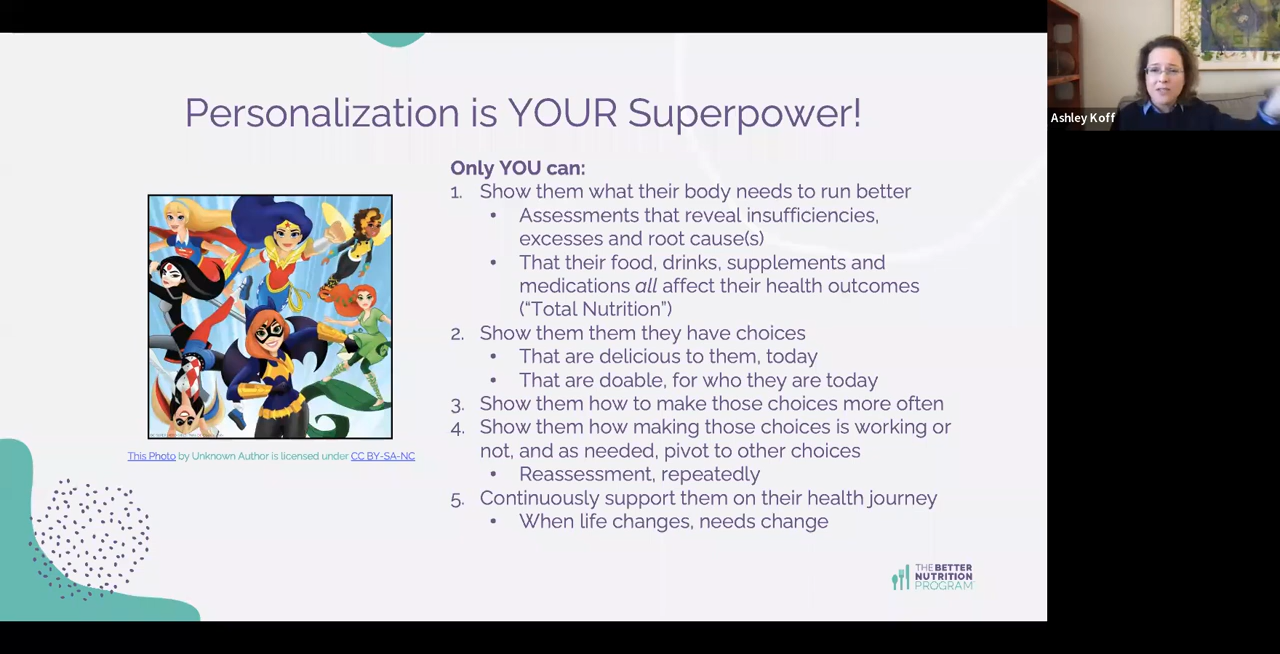 Personalization is YOUR Superpower!
Only YOU can:
1. Show them what their body needs to run better
• Assessments that reveal insufficiencies,
excesses and root cause(s)
• That their food, drinks, supplements and
medications all affect their health outcomes
(“Total Nutrition”)
2. Show them them they have choices
• That are delicious to them, today
• That are doable, for who they are today
3. Show them how to make those choices more often
4. Show them how making those choices is working or
not, and as needed, pivot to other choices
• Reassessment, repeatedly
5. Continuously support them on their health journey
• When life changes, needs change
This Photo by Unknown Author is licensed under CC BY-SA-NC
THE BETTER
NUTRITION
PROGRAM
Ashley Koff